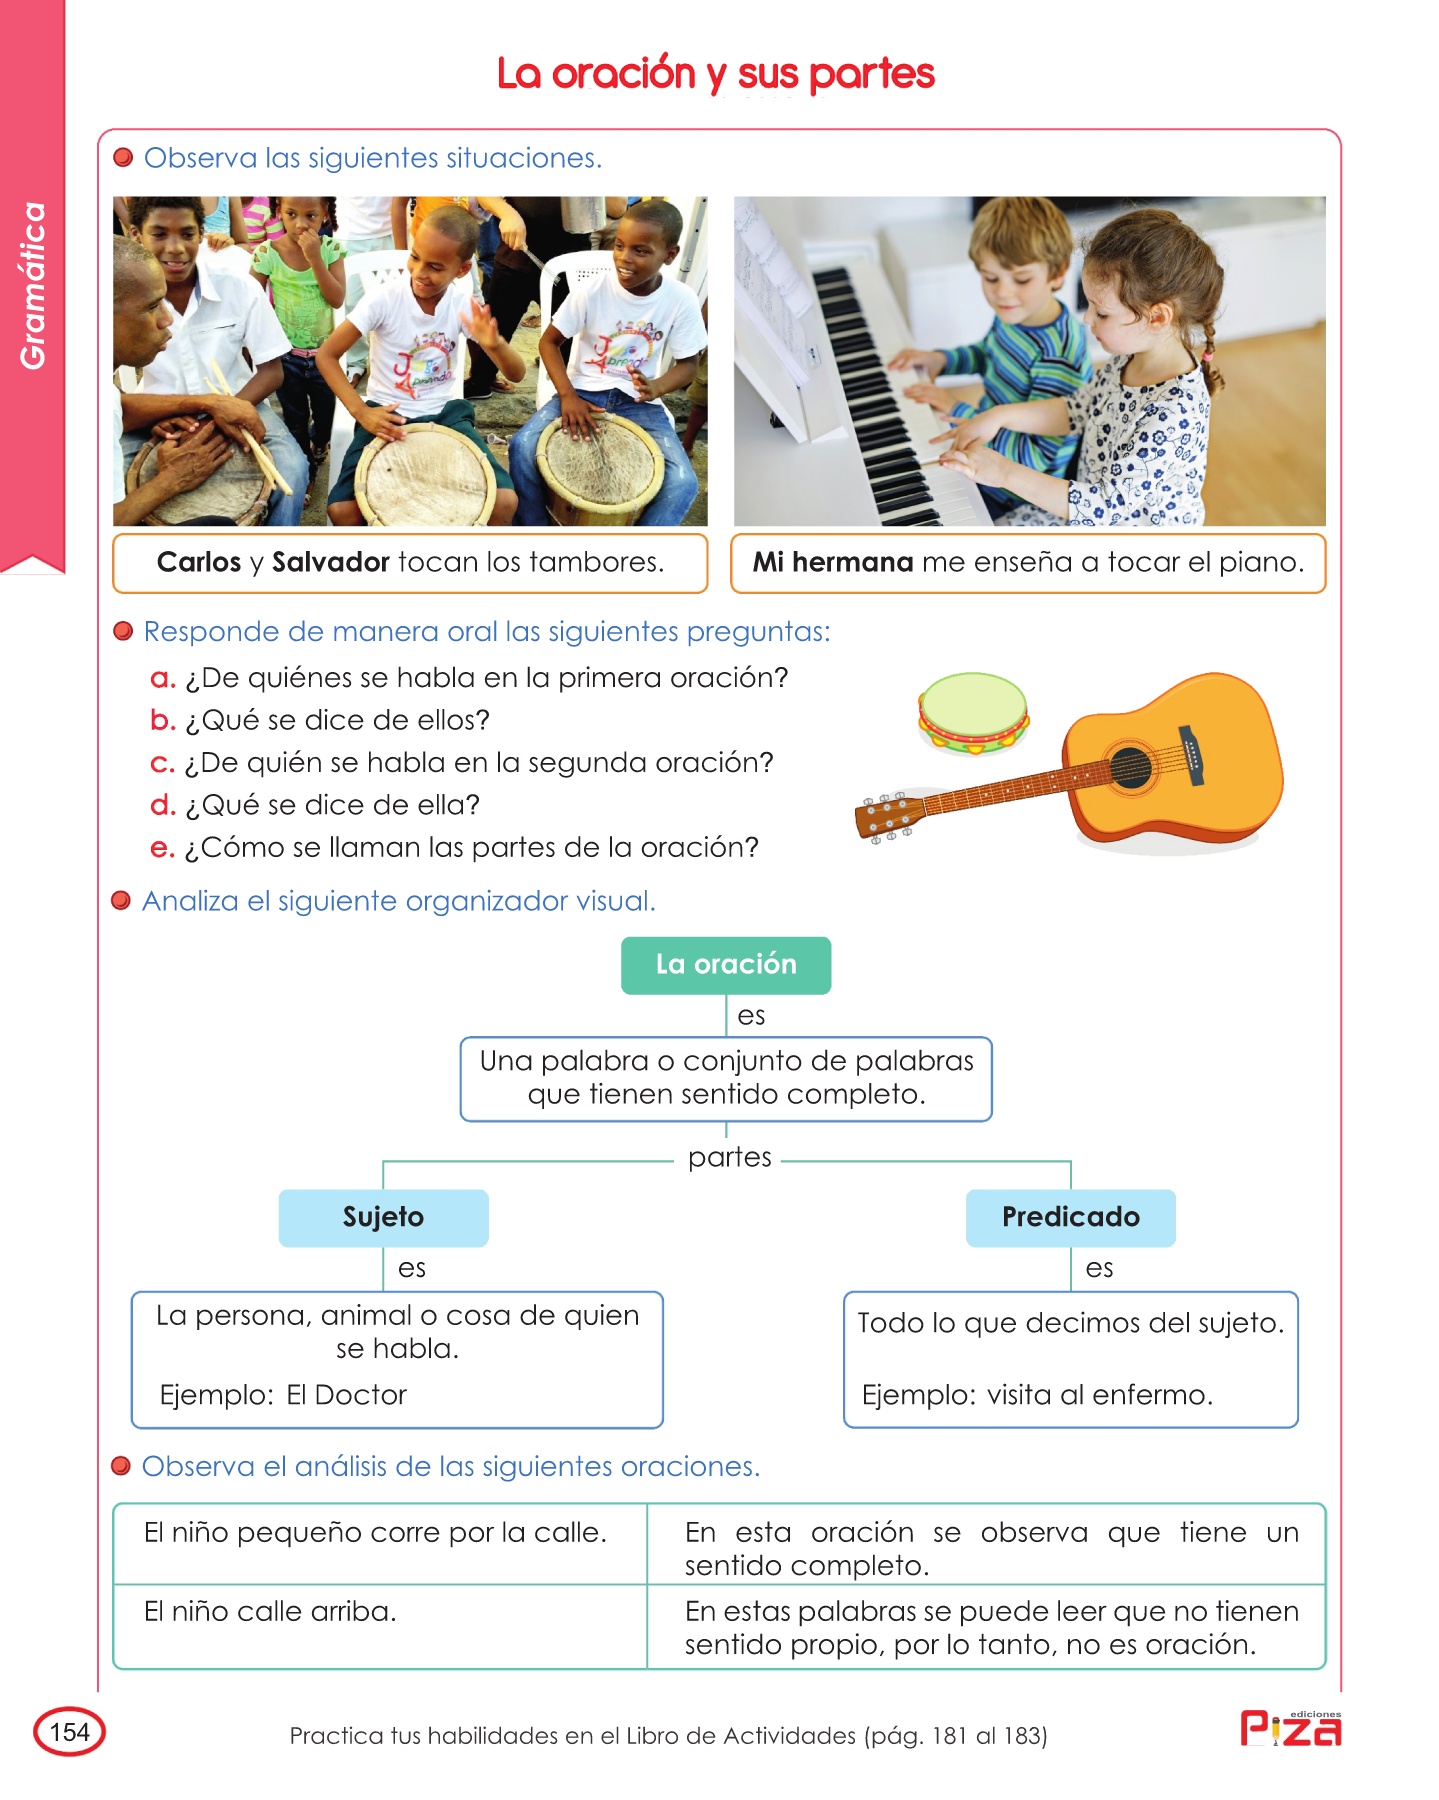 La oración y sus partes
Gramática
Observa las siguientes situaciones.
Carlos y Salvador tocan los tambores.
Mi hermana me enseña a tocar el piano.
Responde de manera oral las siguientes preguntas:
a. ¿De quiénes se habla en la primera oración?
b. ¿Qué se dice de ellos?
c. ¿De quién se habla en la segunda oración?
d. ¿Qué se dice de ella?
e. ¿Cómo se llaman las partes de la oración?
Analiza el siguiente organizador visual.
La oración
es
Una palabra o conjunto de palabras
que tienen sentido completo.
partes
Sujeto
es
La persona, animal o cosa de quien
se habla.
Ejemplo: El Doctor
Predicado
es
Todo lo que decimos del sujeto.
Ejemplo: visita al enfermo.
Observa el análisis de las siguientes oraciones.
El niño pequeño corre por la calle.
En esta oración se observa que tiene un
sentido completo.
El niño calle arriba.
En estas palabras se puede leer que no tienen
sentido propio, por lo tanto, no es oración.
154
Practica tus habilidades en el Libro de Actividades (pág. 181 al 183)
ediciones
Piza